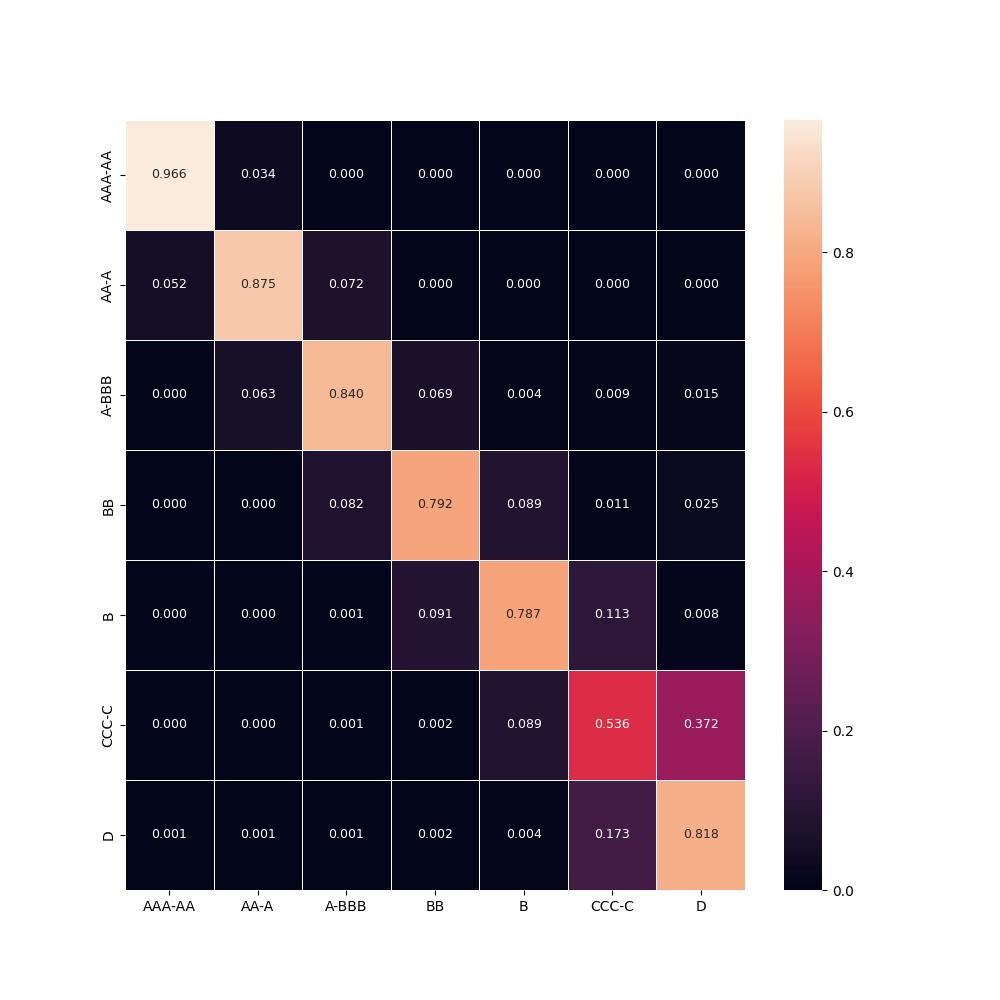 AAA-AA 0.966 0.034 0.000 0.000 0.000 0.000 0.000
AA-A 0.052 0.875 0.072 0.000 0.000 0.000 0.000
A-BBB 0.000 0.063 0.840 0.069 0.004 0.009 0.015
BB 0.000 0.000 0.082 0.792 0.089 0.011 0.025
B 0.000 0.000 0.001 0.091 0.787 0.113 0.008
CCC-C 0.000 0.000 0.001 0.002 0.089 0.536 0.372
D 0.001 0.001 0.001 0.002 0.004 0.173 0.818
AAA-AA AA-A A-BBB BB B CCC-C D
0.8
0.6
0.4
0.2
0.0